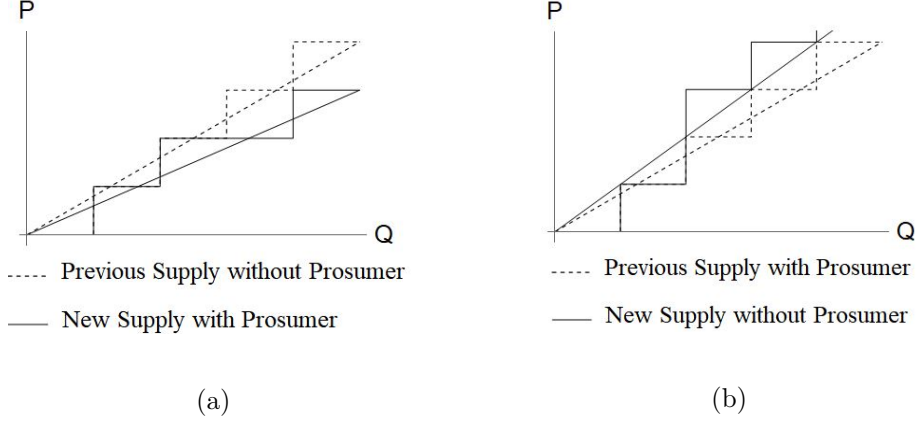 P
Q
Previous Supply without Prosumer
New Supply with Prosumer
(a)
P
Q
Previous Supply with Prosumer
New Supply without Prosumer
(b)